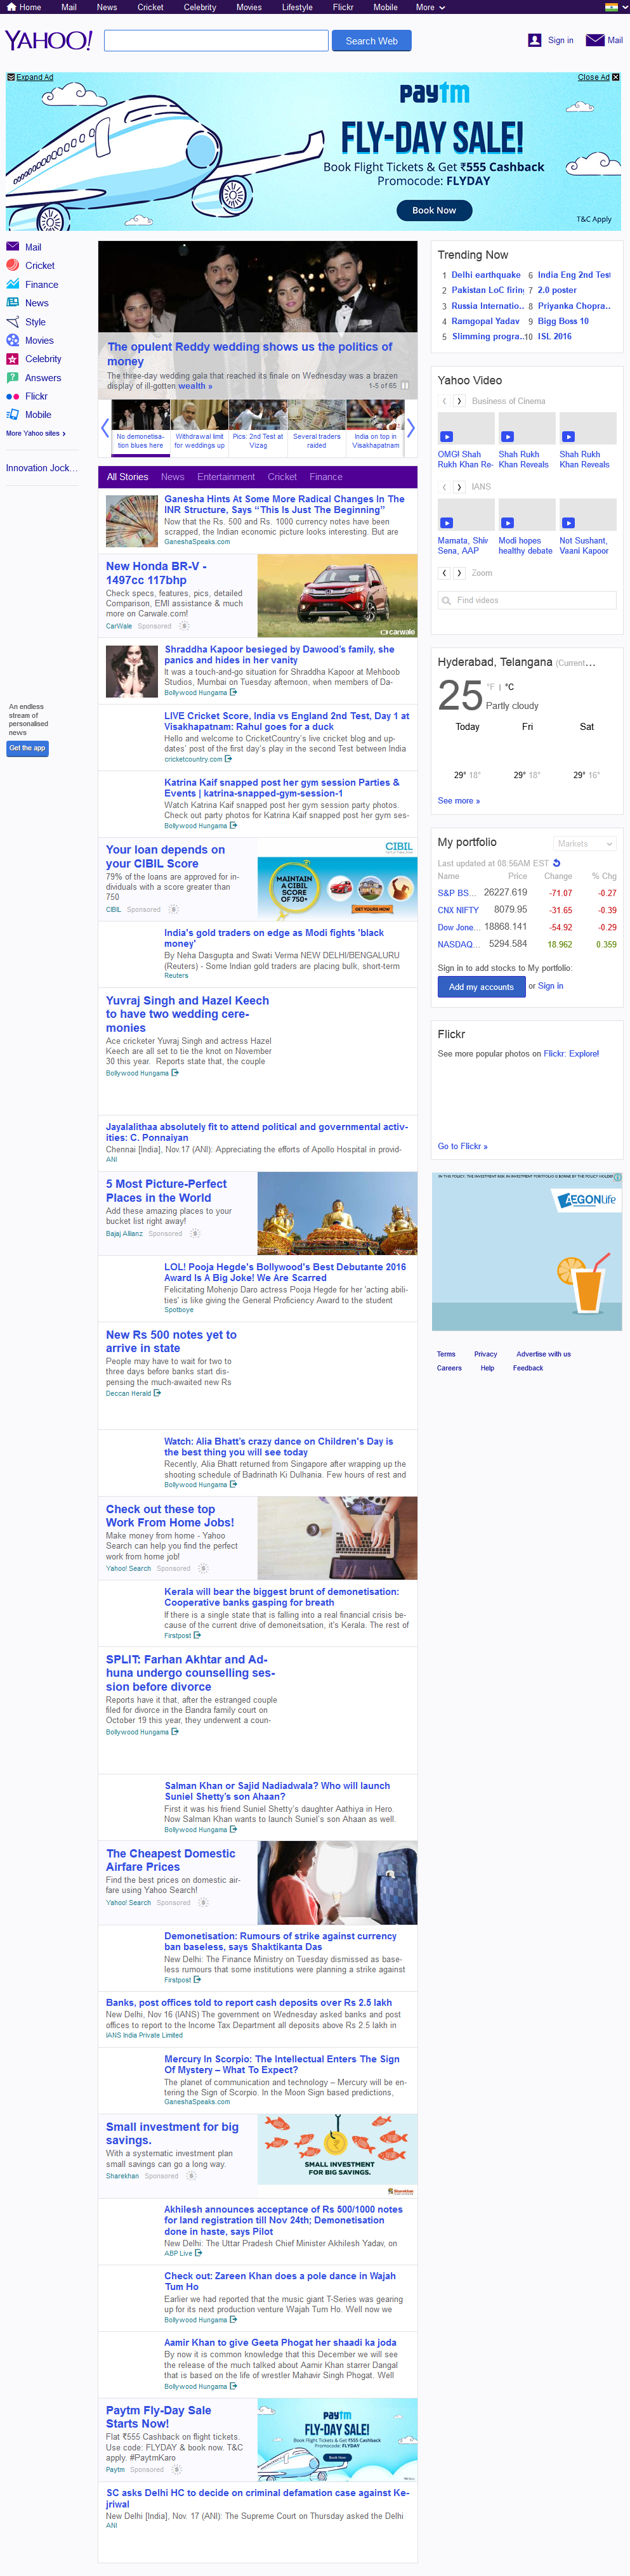 Home Mail News Cricket Celebrity Movies Lifestyle Flickr Mobile More
YAHOO!
Search Web
Sign in
Mail
Expand Ad
Close Ad
paytm
FLY-DAY SALE!
Book Flight Tickets & Get ₹555 Cashback
Promocode: FLYDAY
Book Now
T&C Apply
Mail
Cricket
Finance
News
Style
Movies
Celebrity
Answers
Flickr
Mobile
More Yahoo sites
Innovation Jock...
An endless
stream of
personalised
news
Get the app
The opulent Reddy wedding shows us the politics of
money
The three-day wedding gala that reached its finale on Wednesday was a brazen
display of ill-gotten wealth »
1-5 of 65
No demonetisa-
tion blues here
Withdrawal limit
for weddings up
Pics: 2nd Test at
Vizag
Several traders
raided
India on top in
Visakhapatnam
All Stories News Entertainment Cricket Finance
Ganesha Hints At Some More Radical Changes In The
INR Structure, Says "This Is Just The Beginning"
Now that the Rs. 500 and Rs. 1000 currency notes have been
scrapped, the Indian economic picture looks interesting. But are
GaneshaSpeaks.com
New Honda BR-V -
1497cc 117bhp
Check specs, features, pics, detailed
Comparison, EMI assistance & much
more on Carwale.com!
CarWale Sponsored
carwale
Shraddha Kapoor besieged by Dawood's family, she
panics and hides in her vanity
It was a touch-and-go situation for Shraddha Kapoor at Mehboob
Studios, Mumbai on Tuesday afternoon, when members of Da-
Bollywood Hungama
LIVE Cricket Score, India vs England 2nd Test, Day 1 at
Visakhapatnam: Rahul goes for a duck
Hello and welcome to CricketCountry's live cricket blog and up-
dates' post of the first day's play in the second Test between India
cricketcountry.com
Katrina Kaif snapped post her gym session Parties &
Events | katrina-snapped-gym-session-1
Watch Katrina Kaif snapped post her gym session party photos.
Check out party photos for Katrina Kaif snapped post her gym ses-
Bollywood Hungama
Your loan depends on
your CIBIL Score
79% of the loans are approved for in-
dividuals with a score greater than
750
CIBIL Sponsored
CIBIL
MAINTAIN
A CIBIL
SCORE
OF 750+
GET YOURS NOW!
India's gold traders on edge as Modi fights 'black
money'
By Neha Dasgupta and Swati Verma NEW DELHI/BENGALURU
(Reuters) - Some Indian gold traders are placing bulk, short-term
Reuters
Yuvraj Singh and Hazel Keech
to have two wedding cere-
monies
Ace cricketer Yuvraj Singh and actress Hazel
Keech are all set to tie the knot on November
30 this year. Reports state that, the couple
Bollywood Hungama
Jayalalithaa absolutely fit to attend political and governmental activ-
ities: C. Ponnaiyan
Chennai [India], Nov.17 (ANI): Appreciating the efforts of Apollo Hospital in provid-
ANI
5 Most Picture-Perfect
Places in the World
Add these amazing places to your
bucket list right away!
Bajaj Allianz Sponsored
LOL! Pooja Hegde's Bollywood's Best Debutante 2016
Award Is A Big Joke! We Are Scarred
Felicitating Mohenjo Daro actress Pooja Hegde for her 'acting abili-
ties' is like giving the General Proficiency Award to the student
Spotboye
New Rs 500 notes yet to
arrive in state
People may have to wait for two to
three days before banks start dis-
pensing the much-awaited new Rs
Deccan Herald
Watch: Alia Bhatt's crazy dance on Children's Day is
the best thing you will see today
Recently, Alia Bhatt returned from Singapore after wrapping up the
shooting schedule of Badrinath Ki Dulhania. Few hours of rest and
Bollywood Hungama
Check out these top
Work From Home Jobs!
Make money from home - Yahoo
Search can help you find the perfect
work from home job!
Yahoo! Search Sponsored
Kerala will bear the biggest brunt of demonetisation:
Cooperative banks gasping for breath
If there is a single state that is falling into a real financial crisis be-
cause of the current drive of demoneitsation, it's Kerala. The rest of
Firstpost
SPLIT: Farhan Akhtar and Ad-
huna undergo counselling ses-
sion before divorce
Reports have it that, after the estranged couple
filed for divorce in the Bandra family court on
October 19 this year, they underwent a coun-
Bollywood Hungama
Salman Khan or Sajid Nadiadwala? Who will launch
Suniel Shetty's son Ahaan?
First it was his friend Suniel Shetty's daughter Aathiya in Hero.
Now Salman Khan wants to launch Suniel's son Ahaan as well.
Bollywood Hungama
The Cheapest Domestic
Airfare Prices
Find the best prices on domestic air-
fare using Yahoo Search!
Yahoo! Search Sponsored
Demonetisation: Rumours of strike against currency
ban baseless, says Shaktikanta Das
New Delhi: The Finance Ministry on Tuesday dismissed as base-
less rumours that some institutions were planning a strike against
Firstpost
Banks, post offices told to report cash deposits over Rs 2.5 lakh
New Delhi, Nov 16 (IANS) The government on Wednesday asked banks and post
offices to report to the Income Tax Department all deposits above Rs 2.5 lakh in
IANS India Private Limited
Mercury In Scorpio: The Intellectual Enters The Sign
Of Mystery – What To Expect?
The planet of communication and technology – Mercury will be en-
tering the Sign of Scorpio. In the Moon Sign based predictions,
GaneshaSpeaks.com
Small investment for big
savings.
With a systematic investment plan
small savings can go a long way.
Sharekhan Sponsored
SMALL INVESTMENT
FOR BIG SAVINGS.
Sharekhan
Akhilesh announces acceptance of Rs 500/1000 notes
for land registration till Nov 24th; Demonetisation
done in haste, says Pilot
New Delhi: The Uttar Pradesh Chief Minister Akhilesh Yadav, on
ABP Live
Check out: Zareen Khan does a pole dance in Wajah
Tum Ho
Earlier we had reported that the music giant T-Series was gearing
up for its next production venture Wajah Tum Ho. Well now we
Bollywood Hungama
Aamir Khan to give Geeta Phogat her shaadi ka joda
By now it is common knowledge that this December we will see
the release of the much talked about Aamir Khan starrer Dangal
that is based on the life of wrestler Mahavir Singh Phogat. Well
Bollywood Hungama
Paytm Fly-Day Sale
Starts Now!
Flat ₹555 Cashback on flight tickets.
Use code: FLYDAY & book now. T&C
apply. #PaytmKaro
Paytm Sponsored
paytm
FLY-DAY SALE!
Book Flight Tickets & Get ₹555 Cashback
Promocode: FLYDAY
Book Now
SC asks Delhi HC to decide on criminal defamation case against Ke-
jriwal
New Delhi [India], Nov. 17 (ANI): The Supreme Court on Thursday asked the Delhi
ANI
Trending Now
1 Delhi earthquake
2 Pakistan LoC firing
3 Russia Internatio...
4 Ramgopal Yadav
5 Slimming progra...
6 India Eng 2nd Test
7 2.0 poster
8 Priyanka Chopra...
9 Bigg Boss 10
10 ISL 2016
Yahoo Video
Business of Cinema
OMG! Shah
Rukh Khan Re-
Shah Rukh
Khan Reveals
Shah Rukh
Khan Reveals
IANS
Mamata, Shiv
Sena, AAP
Modi hopes
healthy debate
Not Sushant,
Vaani Kapoor
Zoom
Find videos
Hyderabad, Telangana (Current...
25 °F | °C
Partly cloudy
Today Fri Sat
29° 18° 29° 18° 29° 16°
See more »
My portfolio
Markets
Last updated at 08:56AM EST
Name Price Change % Chg
S&P BS... 26227.619 -71.07 -0.27
CNX NIFTY 8079.95 -31.65 -0.39
Dow Jone... 18868.141 -54.92 -0.29
NASDAQ... 5294.584 18.962 0.359
Sign in to add stocks to My portfolio:
Add my accounts or Sign in
Flickr
See more popular photos on Flickr: Explore!
Go to Flickr »
IN THIS POLICY, THE INVESTMENT RISK IN INVESTMENT PORTFOLIO IS BORNE BY THE POLICY HOLDER
AEGONLife
Terms Privacy Advertise with us
Careers Help Feedback